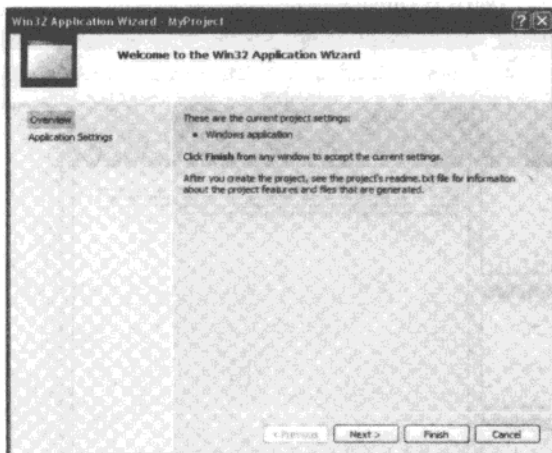 Win32 Application Wizard - MyProject
Welcome to the Win32 Application Wizard
Overview
Application Settings
These are the current project settings:
• Windows application
Click Finish from any window to accept the current settings.
After you create the project, see the project's readme.txt file for information
about the project features and files that are generated.
< Previous
Next >
Finish
Cancel